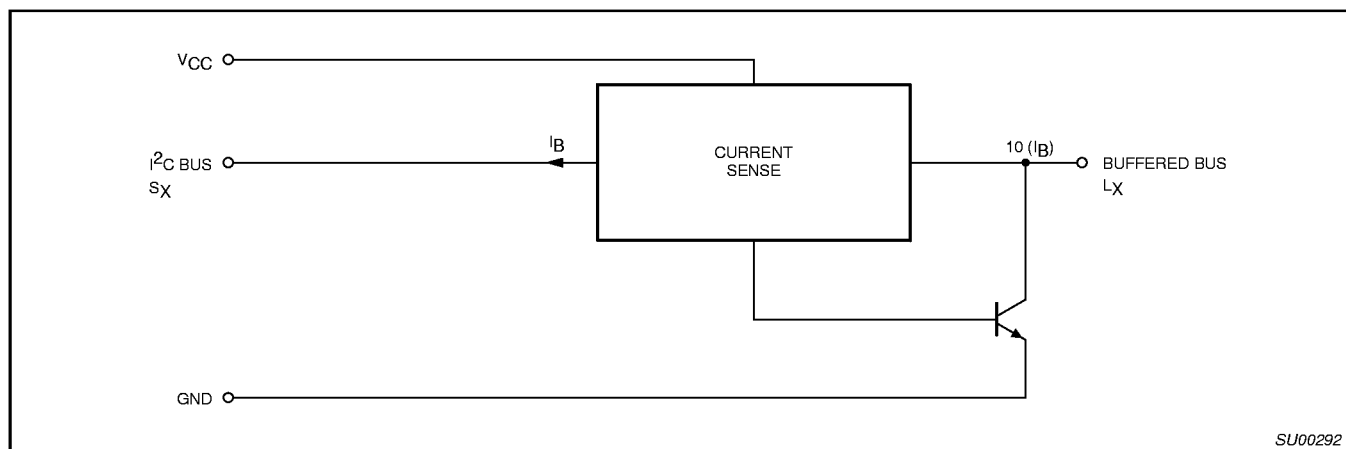 VCC
I²C BUS
SX
IB
CURRENT
SENSE
10 (IB)
BUFFERED BUS
LX
GND
SU00292